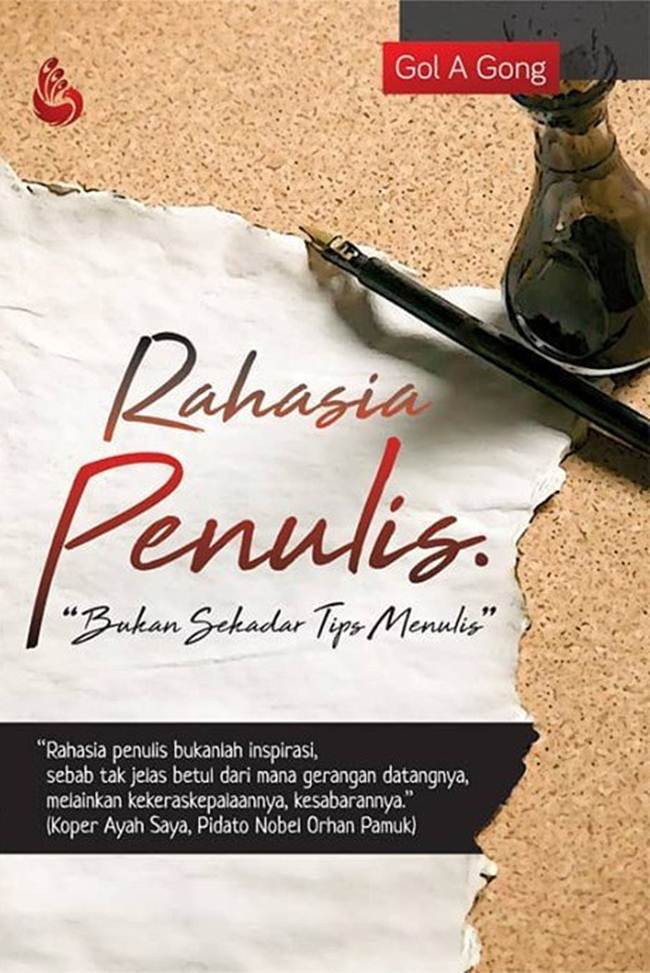 Gol A Gong
Rahasia
Penulis.
"Bukan Sekadar Tips Menulis"
“Rahasia penulis bukanlah inspirasi,
sebab tak jelas betul dari mana gerangan datangnya,
melainkan kekeraskepalaannya, kesabarannya.”
(Koper Ayah Saya, Pidato Nobel Orhan Pamuk)